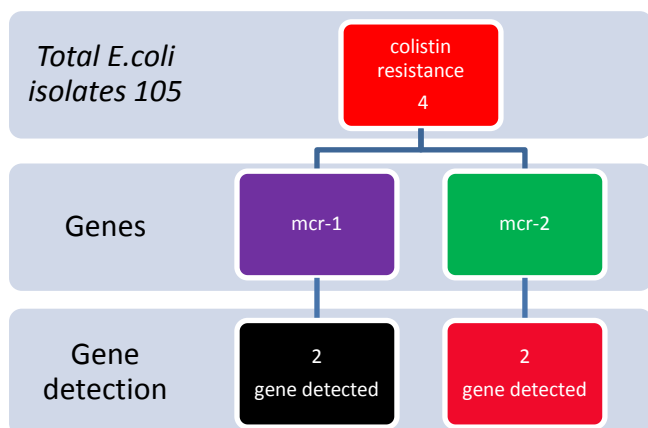 Total E.coli
isolates 105
colistin
resistance
4
Genes
mcr-1
mcr-2
Gene
detection
2
gene detected
2
gene detected